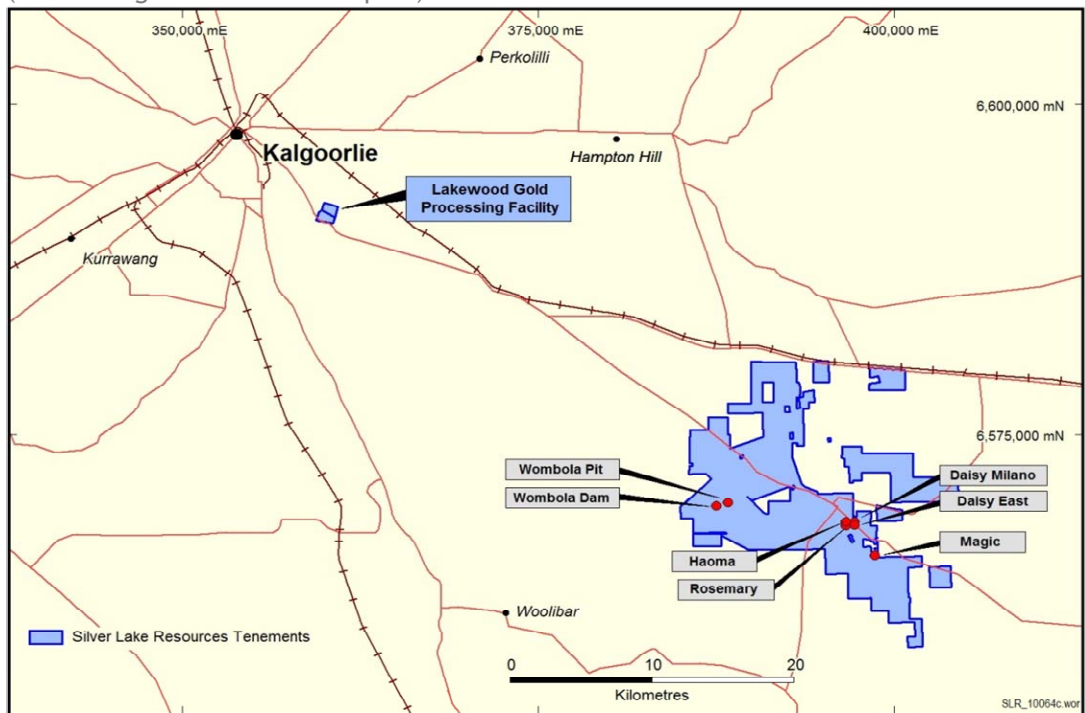 350,000 mE
375,000 mE
400,000 mE
Perkolilli
6,600,000 mN
Kalgoorlie
Hampton Hill
Lakewood Gold
Processing Facility
Kurrawang
6,575,000 mN
Wombola Pit
Wombola Dam
Daisy Milano
Daisy East
Magic
Haoma
Rosemary
Woolibar
Silver Lake Resources Tenements
0
10
20
Kilometres